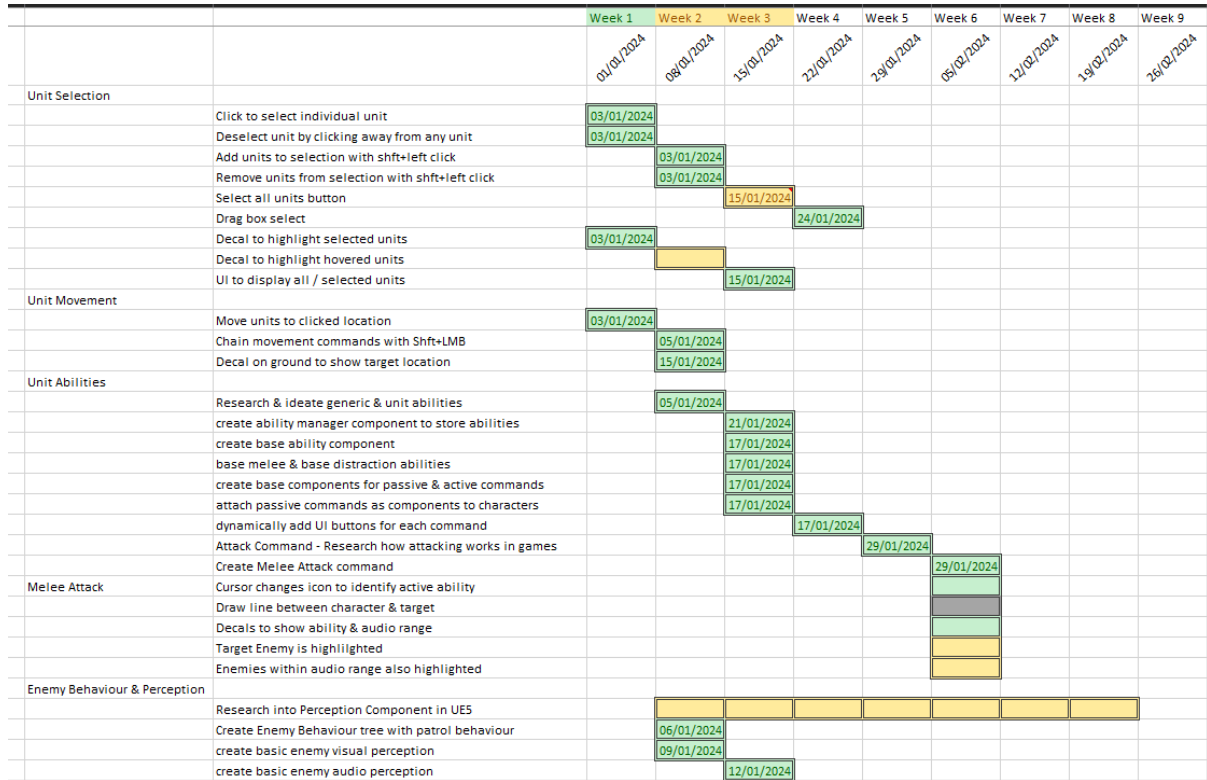 Week 1 Week 2 Week 3 Week 4 Week 5 Week 6 Week 7 Week 8 Week 9
01/01/2024 08/01/2024 15/01/2024 22/01/2024 29/01/2024 05/02/2024 12/02/2024 19/02/2024 26/02/2024
Unit Selection
Click to select individual unit 03/01/2024
Deselect unit by clicking away from any unit 03/01/2024
Add units to selection with shft+left click 03/01/2024
Remove units from selection with shft+left click 03/01/2024
Select all units button 15/01/2024
Drag box select 24/01/2024
Decal to highlight selected units 03/01/2024
Decal to highlight hovered units
UI to display all / selected units 15/01/2024
Unit Movement
Move units to clicked location 03/01/2024
Chain movement commands with Shft+LMB 05/01/2024
Decal on ground to show target location 15/01/2024
Unit Abilities
Research & ideate generic & unit abilities 05/01/2024
create ability manager component to store abilities 21/01/2024
create base ability component 17/01/2024
base melee & base distraction abilities 17/01/2024
create base components for passive & active commands 17/01/2024
attach passive commands as components to characters 17/01/2024
dynamically add UI buttons for each command 17/01/2024
Attack Command - Research how attacking works in games 29/01/2024
Create Melee Attack command 29/01/2024
Melee Attack Cursor changes icon to identify active ability
Draw line between character & target
Decals to show ability & audio range
Target Enemy is highlilghted
Enemies within audio range also highlighted
Enemy Behaviour & Perception
Research into Perception Component in UE5
Create Enemy Behaviour tree with patrol behaviour 06/01/2024
create basic enemy visual perception 09/01/2024
create basic enemy audio perception 12/01/2024